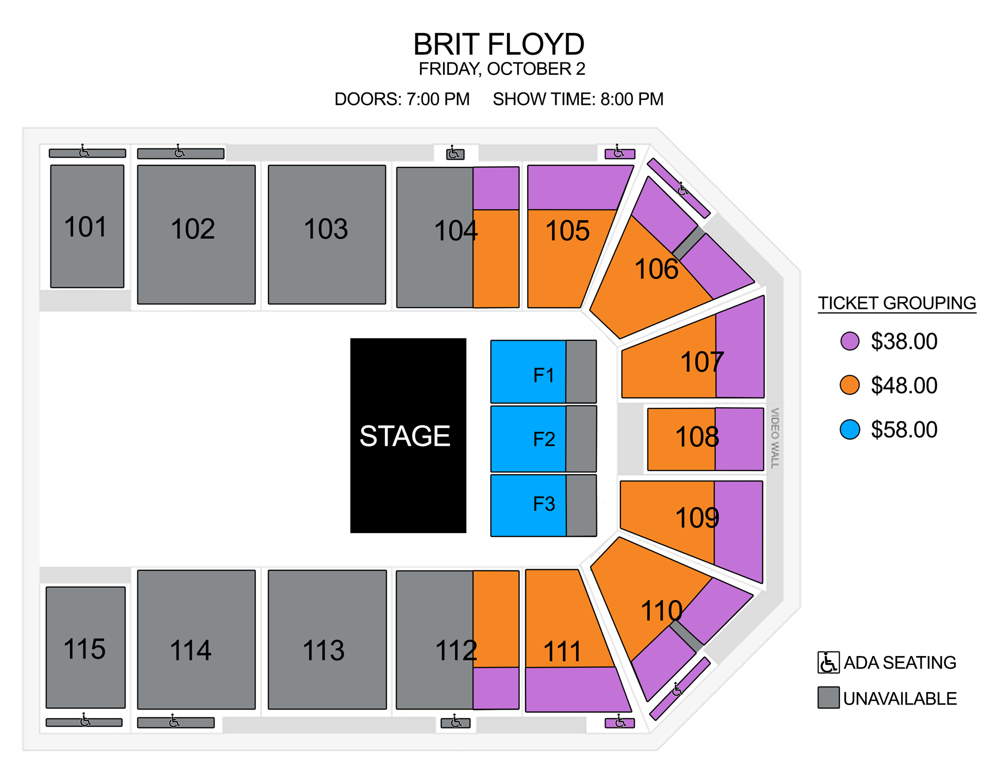 BRIT FLOYD
FRIDAY, OCTOBER 2
DOORS: 7:00 PM SHOW TIME: 8:00 PM
101
102
103
104
105
106
107
108
109
110
111
112
113
114
115
STAGE
F1
F2
F3
VIDEO WALL
TICKET GROUPING
$38.00
$48.00
$58.00
ADA SEATING
UNAVAILABLE